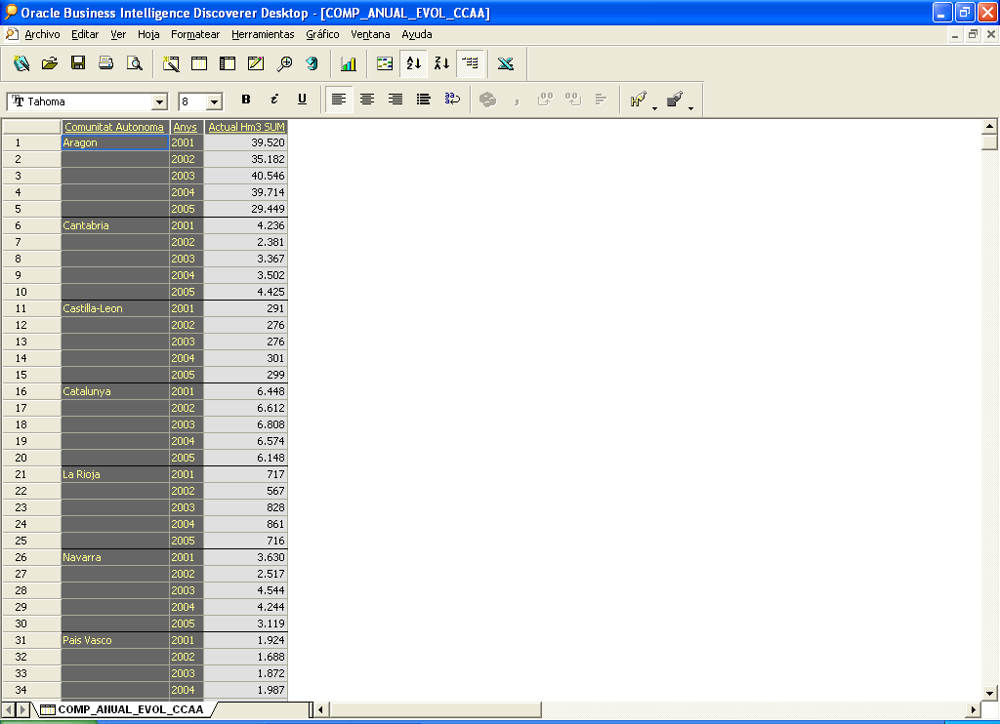 Oracle Business Intelligence Discoverer Desktop - [COMP_ANUAL_EVOL_CCAA]
Archivo Editar Ver Hoja Formatear Herramientas Gráfico Ventana Ayuda
Tahoma 8 B i U
Comunitat Autonoma Anys Actual Hm3 SUM
1 Aragon 2001 39.520
2 2002 35.182
3 2003 40.546
4 2004 39.714
5 2005 29.449
6 Cantabria 2001 4.236
7 2002 2.381
8 2003 3.367
9 2004 3.502
10 2005 4.425
11 Castilla-Leon 2001 291
12 2002 276
13 2003 276
14 2004 301
15 2005 299
16 Catalunya 2001 6.448
17 2002 6.612
18 2003 6.808
19 2004 6.574
20 2005 6.148
21 La Rioja 2001 717
22 2002 567
23 2003 828
24 2004 861
25 2005 716
26 Navarra 2001 3.630
27 2002 2.517
28 2003 4.544
29 2004 4.244
30 2005 3.119
31 Pais Vasco 2001 1.924
32 2002 1.688
33 2003 1.872
34 2004 1.987
COMP_ANUAL_EVOL_CCAA